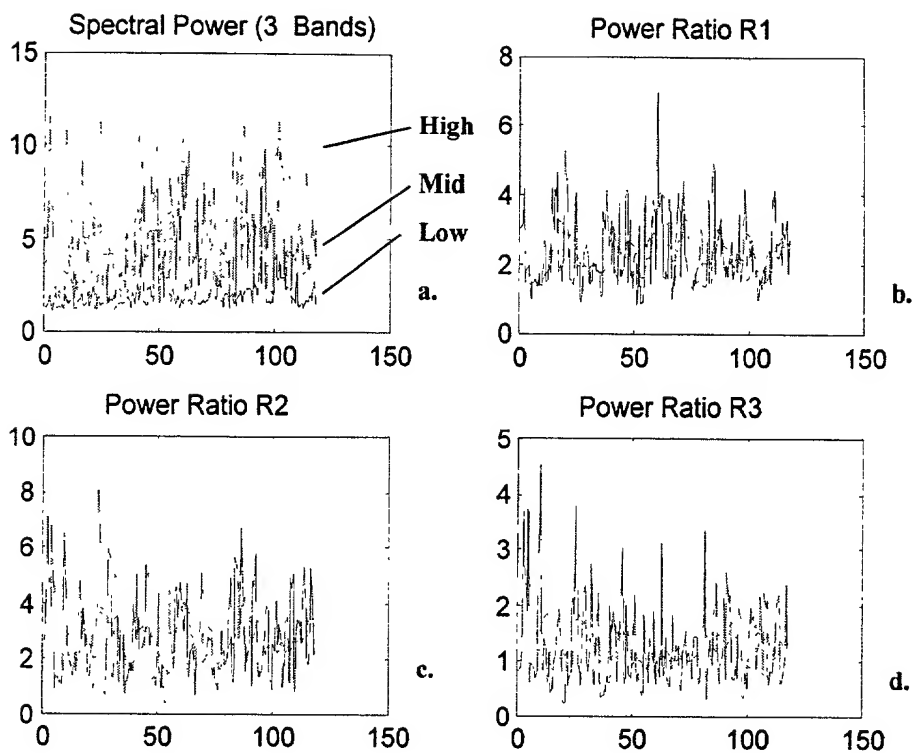 Spectral Power (3 Bands)
15
10
5
0
0 50 100 150
High
Mid
Low
a.
Power Ratio R1
8
6
4
2
0
0 50 100 150
b.
Power Ratio R2
10
8
6
4
2
0
0 50 100 150
c.
Power Ratio R3
5
4
3
2
1
0
0 50 100 150
d.